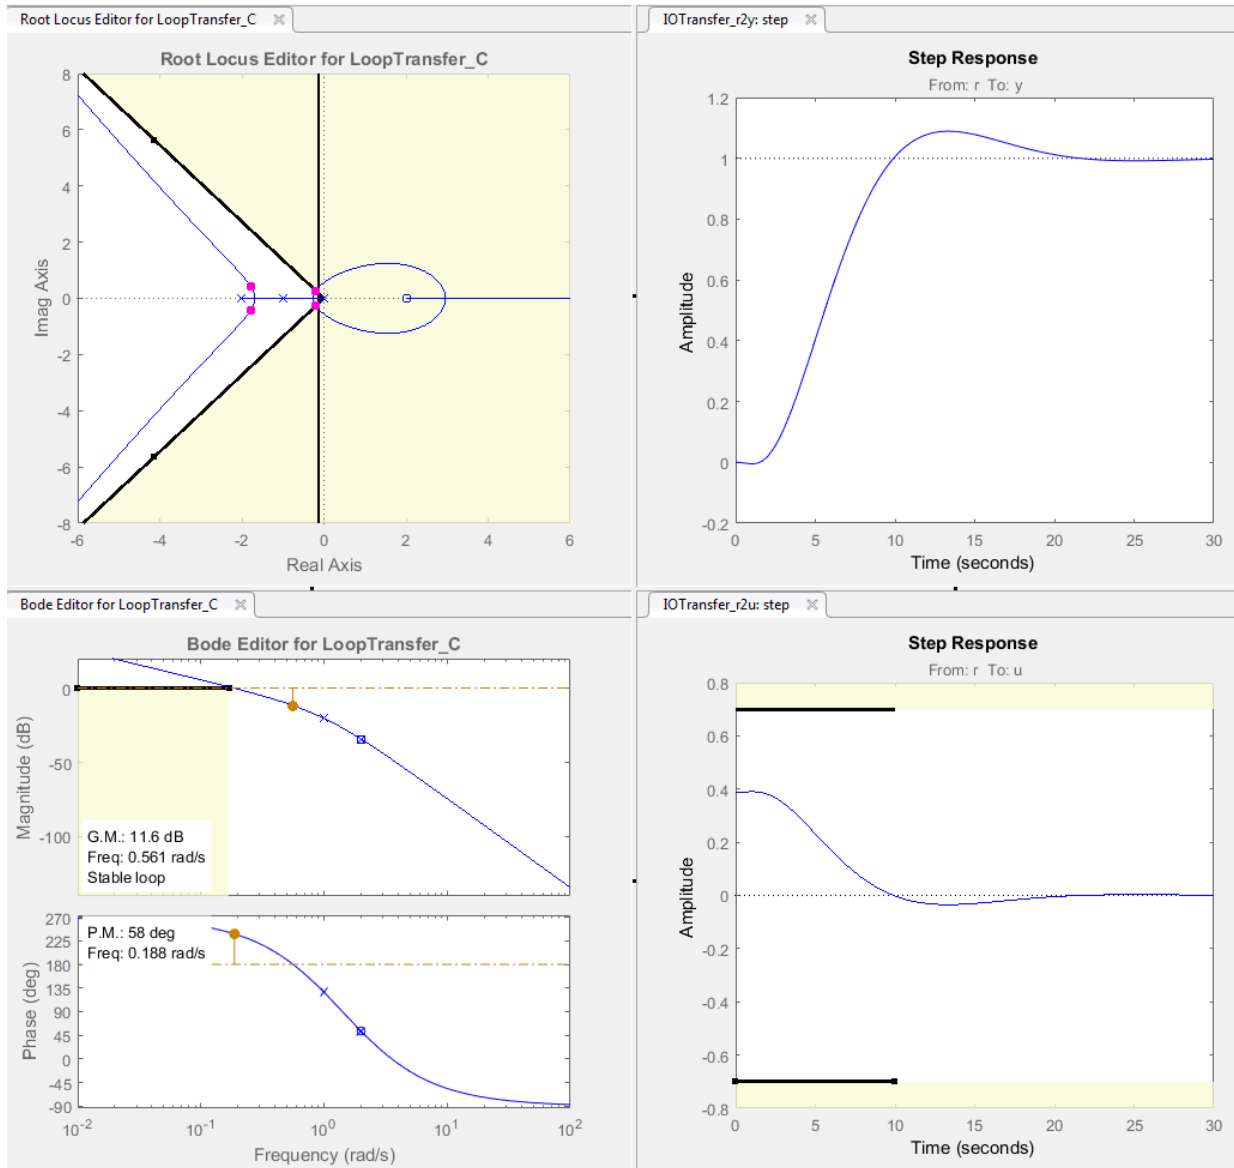 Root Locus Editor for LoopTransfer_C
Root Locus Editor for LoopTransfer_C
8
6
4
2
0
-2
-4
-6
-8
-6
-4
-2
0
2
4
6
Imag Axis
Real Axis
IOTransfer_r2y: step
Step Response
From: r To: y
1.2
1
0.8
0.6
0.4
0.2
0
-0.2
0
5
10
15
20
25
30
Amplitude
Time (seconds)
Bode Editor for LoopTransfer_C
Bode Editor for LoopTransfer_C
0
-50
-100
Magnitude (dB)
G.M.: 11.6 dB
Freq: 0.561 rad/s
Stable loop
270
225
180
135
90
45
0
-45
-90
Phase (deg)
P.M.: 58 deg
Freq: 0.188 rad/s
10^-2
10^-1
10^0
10^1
10^2
Frequency (rad/s)
IOTransfer_r2u: step
Step Response
From: r To: u
0.8
0.6
0.4
0.2
0
-0.2
-0.4
-0.6
-0.8
0
5
10
15
20
25
30
Amplitude
Time (seconds)